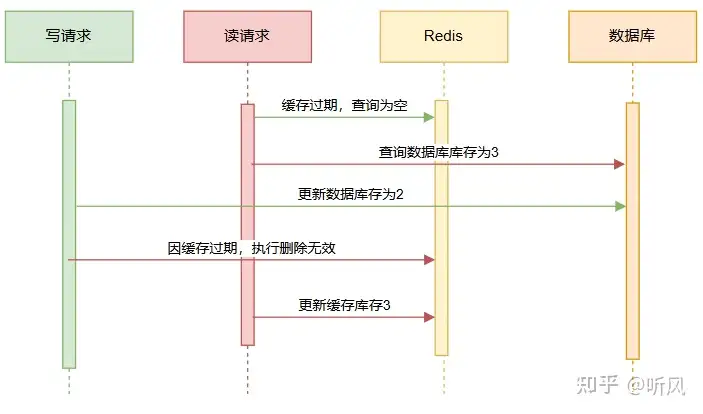 写请求
读请求
Redis
数据库
缓存过期，查询为空
查询数据库库存为3
更新数据库存为2
因缓存过期，执行删除无效
更新缓存库存3
知乎 @听风